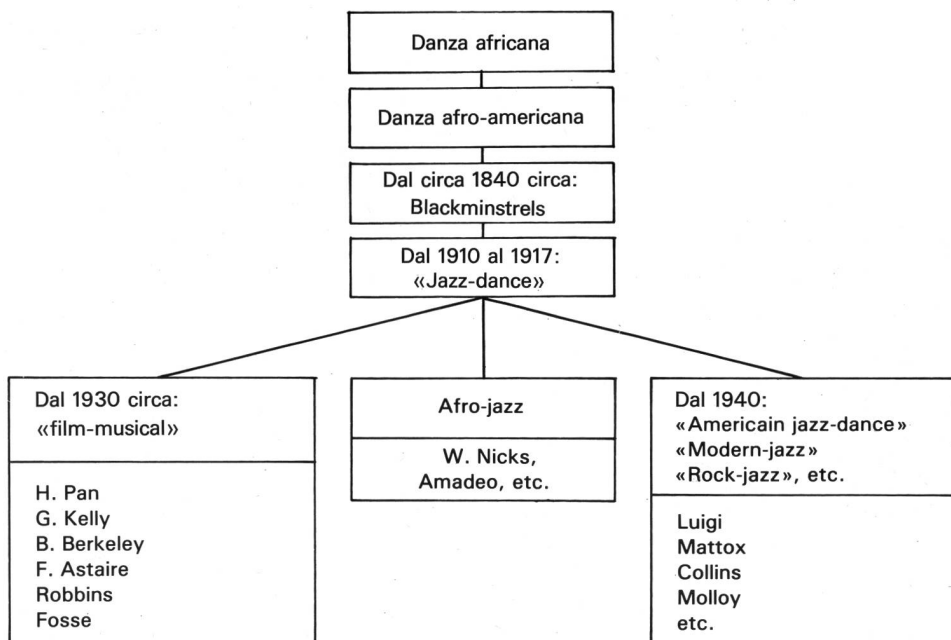 Danza africana
Danza afro-americana
Dal circa 1840 circa:
Blackminstrels
Dal 1910 al 1917:
«Jazz-dance»
Dal 1930 circa:
«film-musical»
H. Pan
G. Kelly
B. Berkeley
F. Astaire
Robbins
Fosse
Afro-jazz
W. Nicks,
Amadeo, etc.
Dal 1940:
«Americain jazz-dance»
«Modern-jazz»
«Rock-jazz», etc.
Luigi
Mattox
Collins
Molloy
etc.